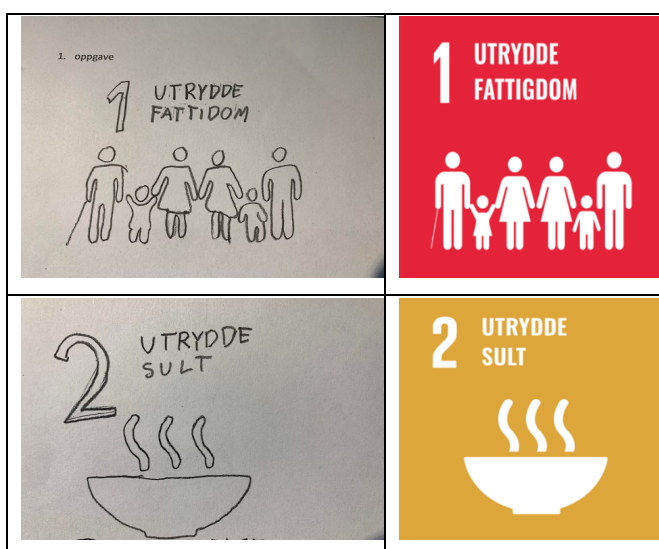 1. oppgave
1 UTRYDDE
FATTIDOM
1 UTRYDDE
FATTIGDOM
2 UTRYDDE
SULT
2 UTRYDDE
SULT